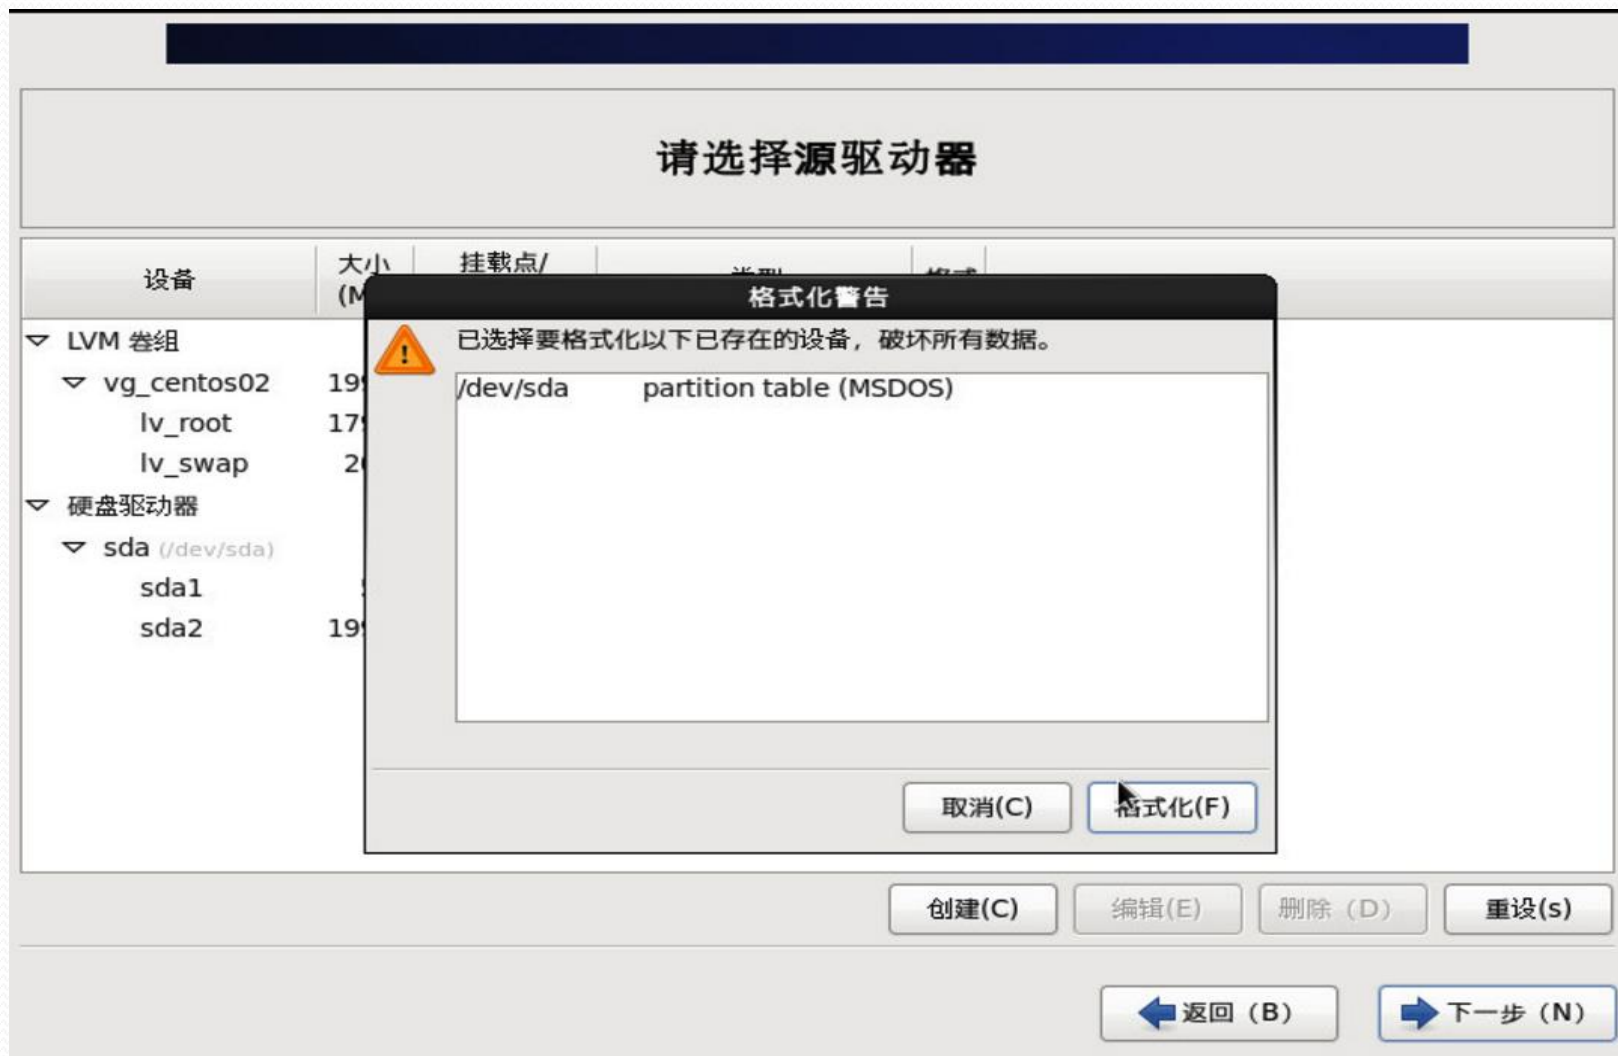 请选择源驱动器
设备
大小
挂载点/
格式化警告
已选择要格式化以下已存在的设备，破坏所有数据。
/dev/sda partition table (MSDOS)
LVM 卷组
vg_centos02
lv_root
lv_swap
硬盘驱动器
sda (/dev/sda)
sda1
sda2
取消(C) 格式化(F)
创建(C) 编辑(E) 删除（D） 重设(s)
返回（B） 下一步（N）